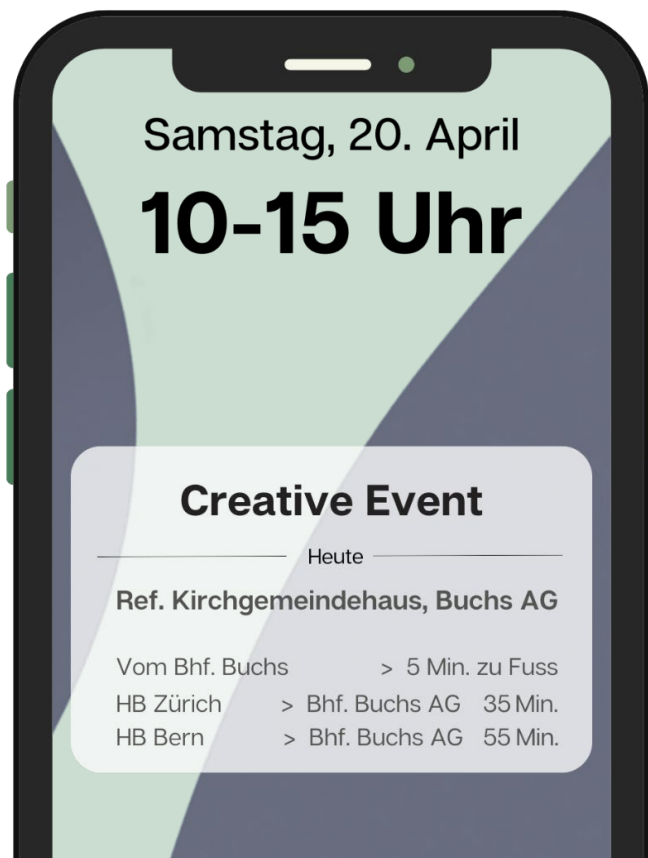 Samstag, 20. April
10-15 Uhr
Creative Event
Heute
Ref. Kirchgemeindehaus, Buchs AG
Vom Bhf. Buchs > 5 Min. zu Fuss
HB Zürich > Bhf. Buchs AG 35 Min.
HB Bern > Bhf. Buchs AG 55 Min.